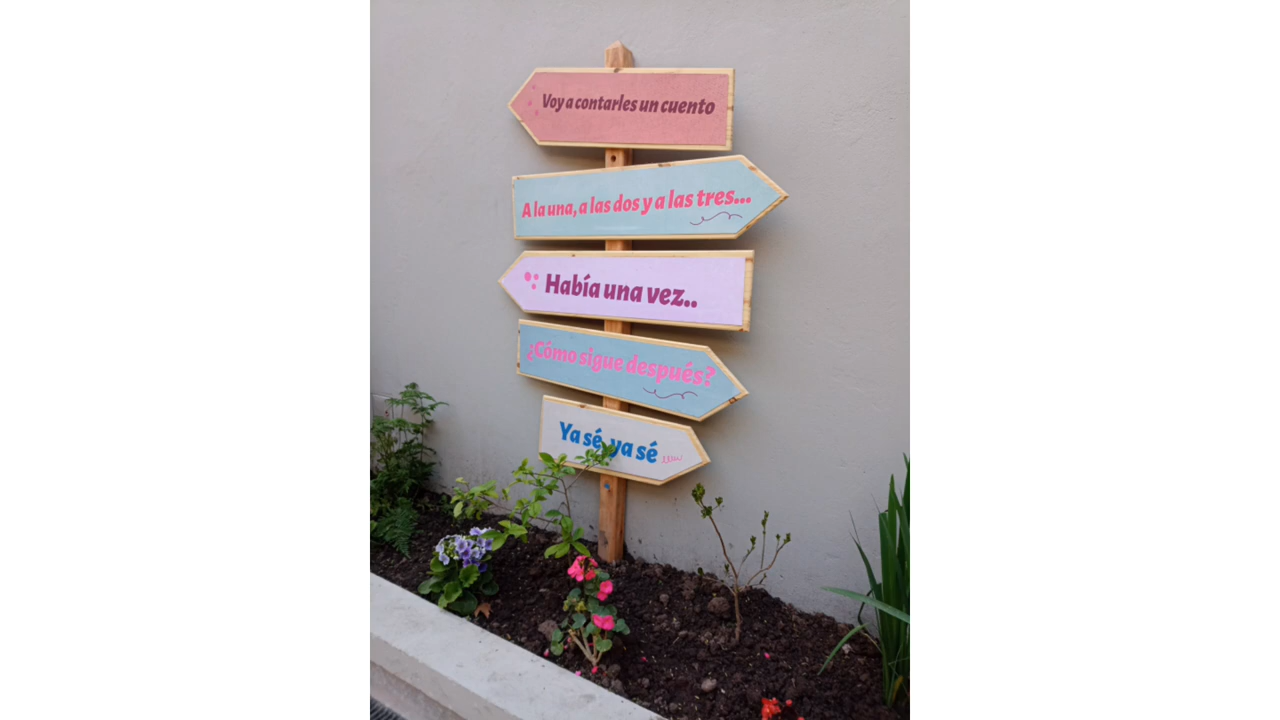 Voy a contarles un cuento
A la una, a las dos y a las tres...
Había una vez..
¿Cómo sigue después?
Ya sé, ya sé